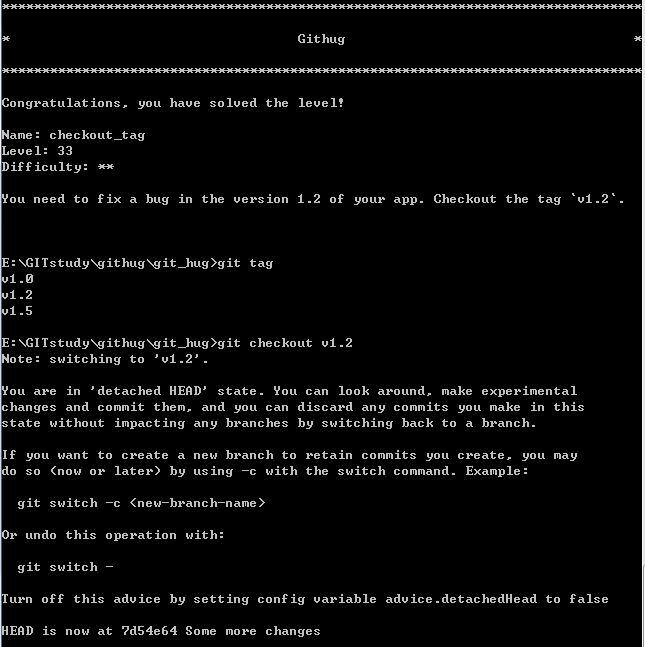 ********************************************************************************
*                                    Githug                                    *
********************************************************************************
Congratulations, you have solved the level!
Name: checkout_tag
Level: 33
Difficulty: **
You need to fix a bug in the version 1.2 of your app. Checkout the tag `v1.2`.
E:\GITstudy\githug\git_hug>git tag
v1.0
v1.2
v1.5
E:\GITstudy\githug\git_hug>git checkout v1.2
Note: switching to 'v1.2'.
You are in 'detached HEAD' state. You can look around, make experimental
changes and commit them, and you can discard any commits you make in this
state without impacting any branches by switching back to a branch.
If you want to create a new branch to retain commits you create, you may
do so (now or later) by using -c with the switch command. Example:
  git switch -c <new-branch-name>
Or undo this operation with:
  git switch -
Turn off this advice by setting config variable advice.detachedHead to false
HEAD is now at 7d54e64 Some more changes